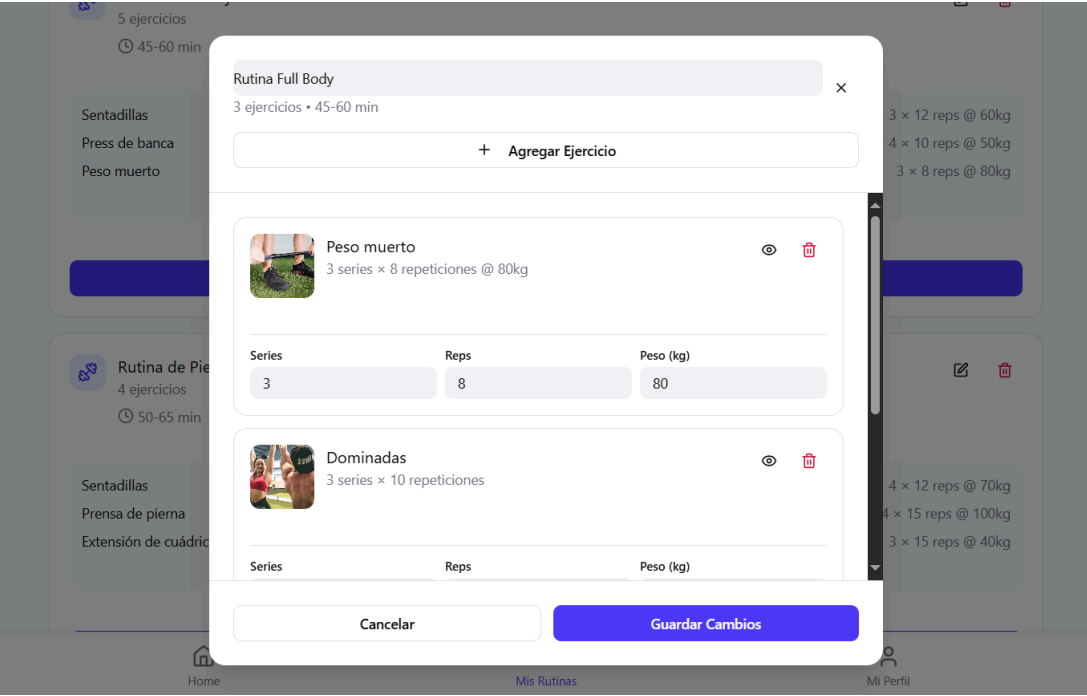 5 ejercicios
45-60 min
Rutina Full Body
3 ejercicios • 45-60 min
+ Agregar Ejercicio
Sentadillas
3 × 12 reps @ 60kg
Press de banca
4 × 10 reps @ 50kg
Peso muerto
3 × 8 reps @ 80kg
Peso muerto
3 series × 8 repeticiones @ 80kg
Series
Reps
Peso (kg)
3
8
80
Rutina de Pie
4 ejercicios
50-65 min
Dominadas
3 series × 10 repeticiones
Sentadillas
4 × 12 reps @ 70kg
Prensa de pierna
4 × 15 reps @ 100kg
Extensión de cuádric
3 × 15 reps @ 40kg
Series
Reps
Peso (kg)
Cancelar
Guardar Cambios
Home
Mis Rutinas
Mi Perfil